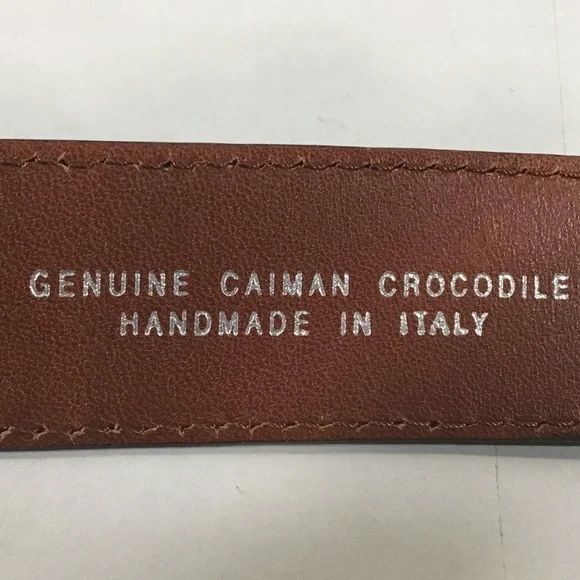 GENUINE CAIMAN CROCODILE
HANDMADE IN ITALY